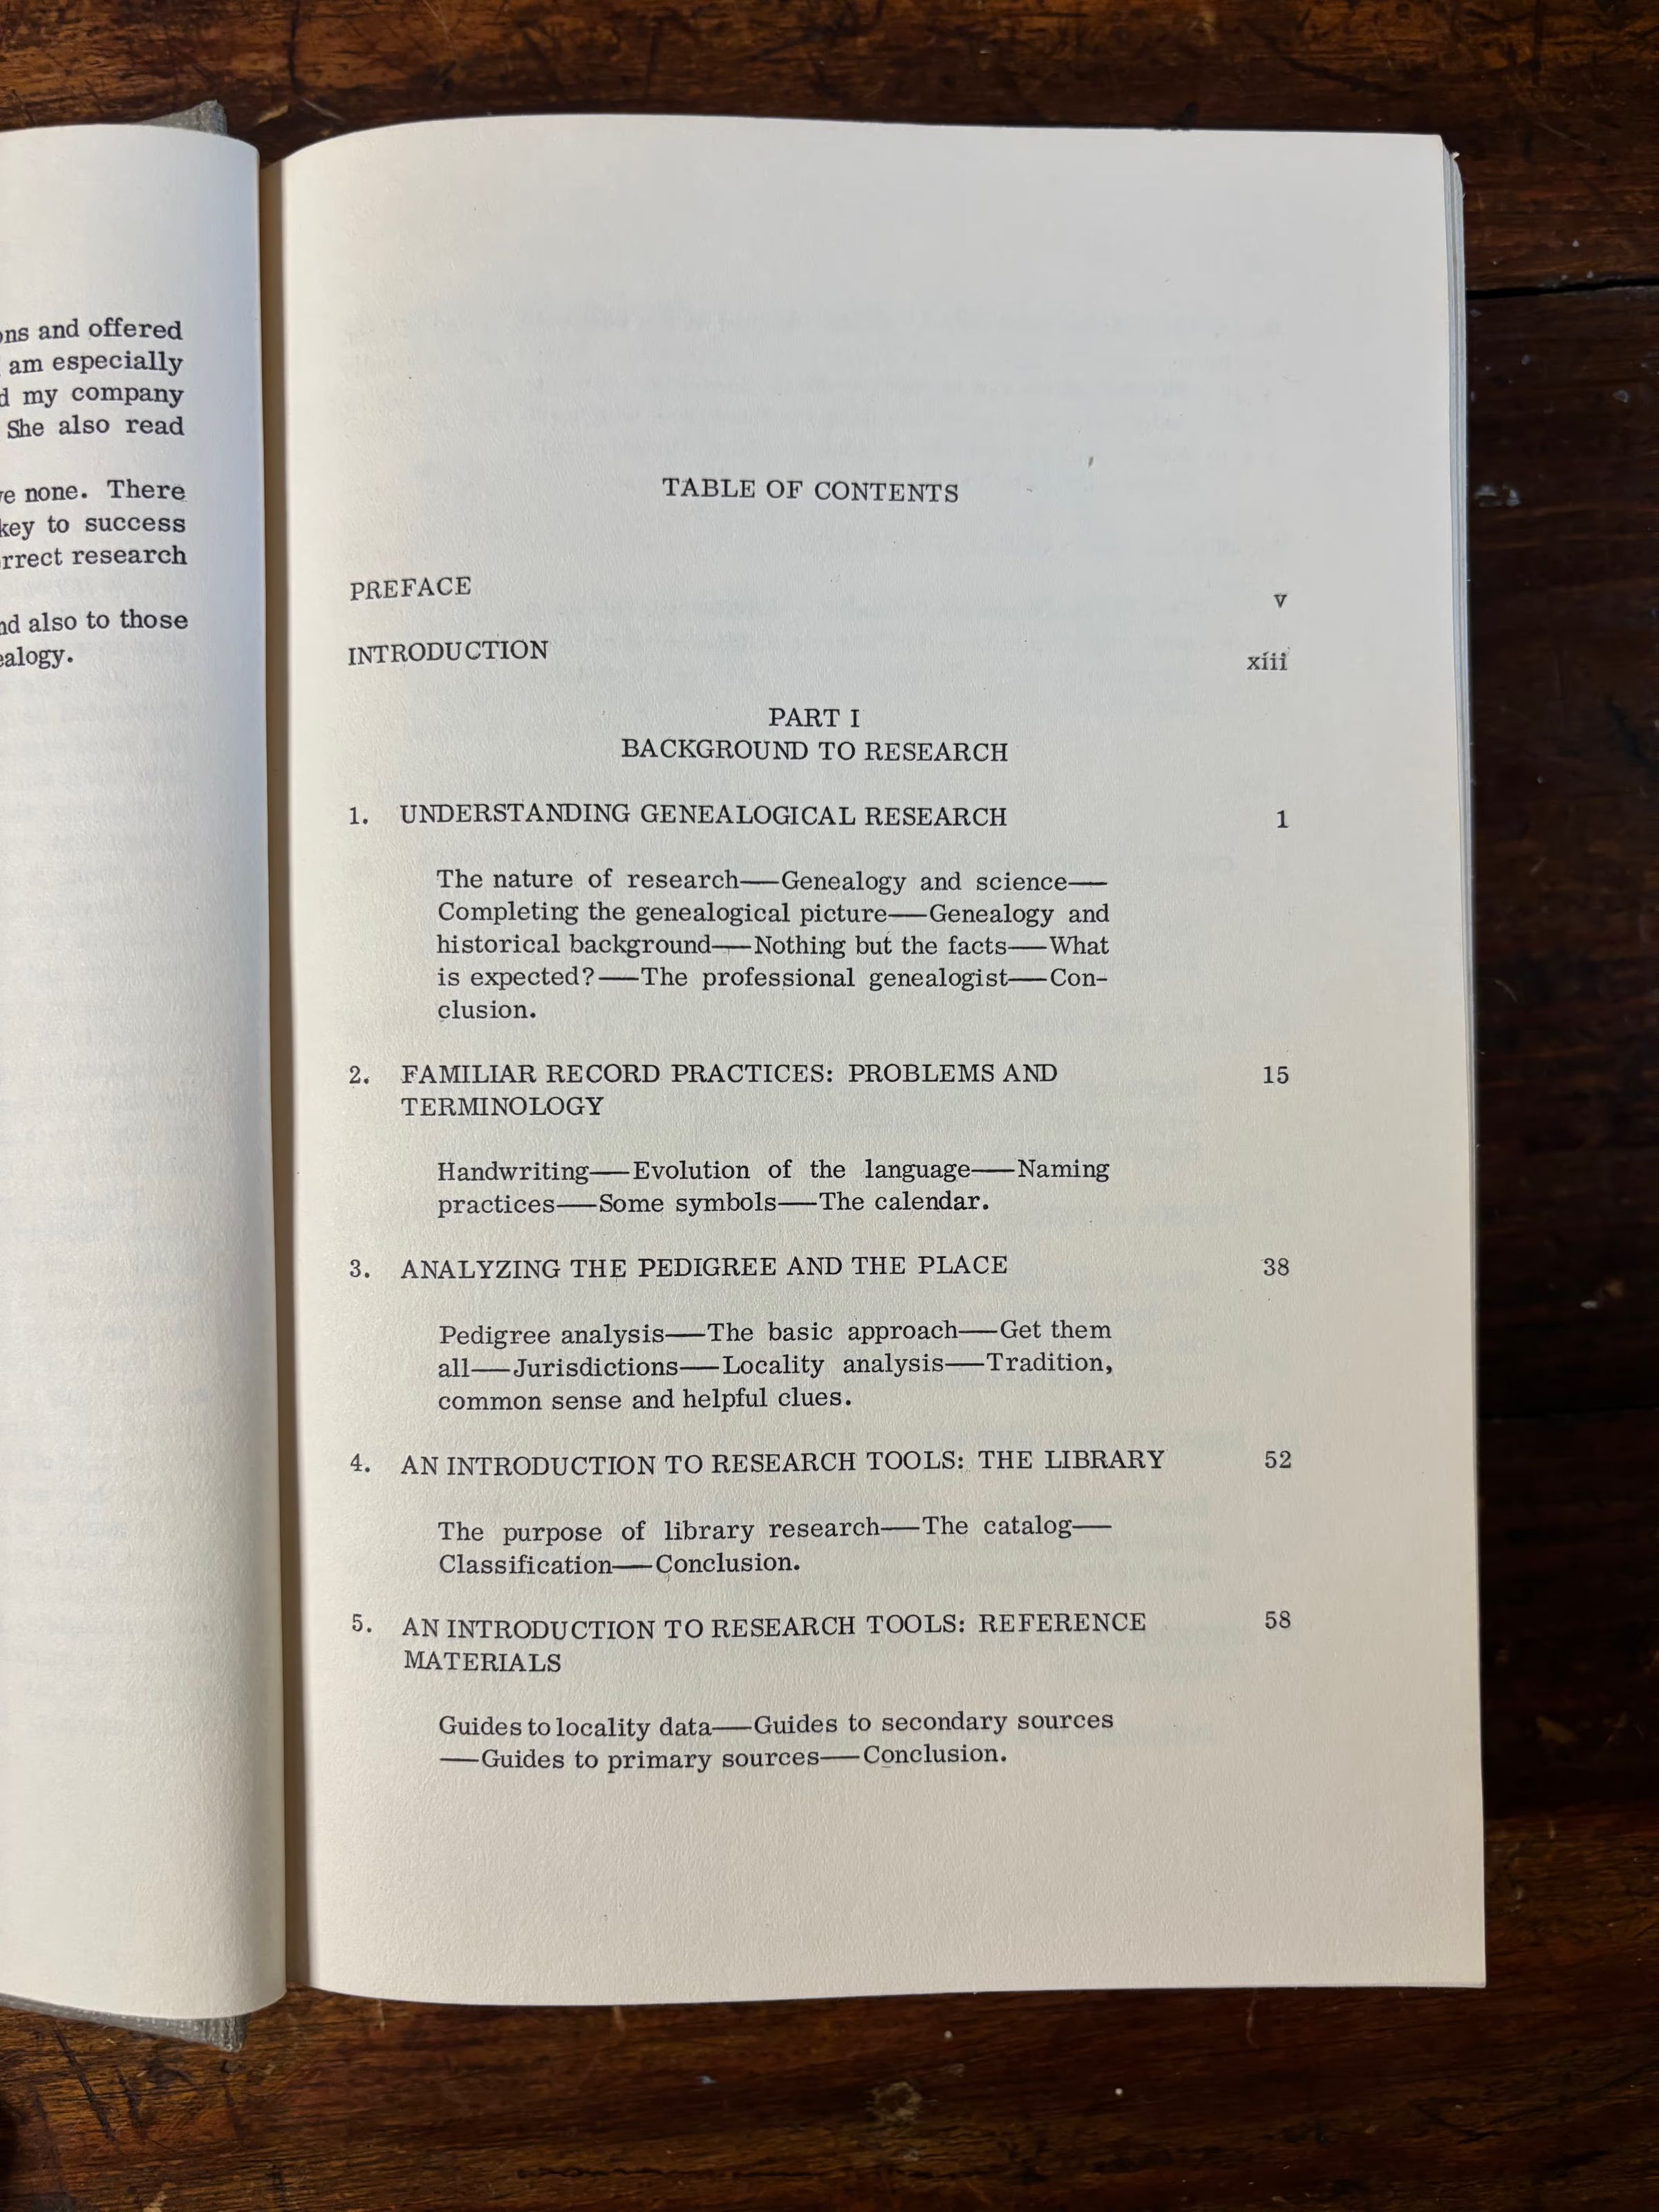 and offered
am especially
my company
She also read
none. There
key to success
research
also to those
TABLE OF CONTENTS
PREFACE v
INTRODUCTION xiii
PART I
BACKGROUND TO RESEARCH
1. UNDERSTANDING GENEALOGICAL RESEARCH 1
The nature of research—Genealogy and science—
Completing the genealogical picture—Genealogy and
historical background—Nothing but the facts—What
is expected?—The professional genealogist—Con-
clusion.
2. FAMILIAR RECORD PRACTICES: PROBLEMS AND 15
TERMINOLOGY
Handwriting—Evolution of the language—Naming
practices—Some symbols—The calendar.
3. ANALYZING THE PEDIGREE AND THE PLACE 38
Pedigree analysis—The basic approach—Get them
all—Jurisdictions—Locality analysis—Tradition,
common sense and helpful clues.
4. AN INTRODUCTION TO RESEARCH TOOLS: THE LIBRARY 52
The purpose of library research—The catalog—
Classification—Conclusion.
5. AN INTRODUCTION TO RESEARCH TOOLS: REFERENCE 58
MATERIALS
Guides to locality data—Guides to secondary sources
—Guides to primary sources—Conclusion.